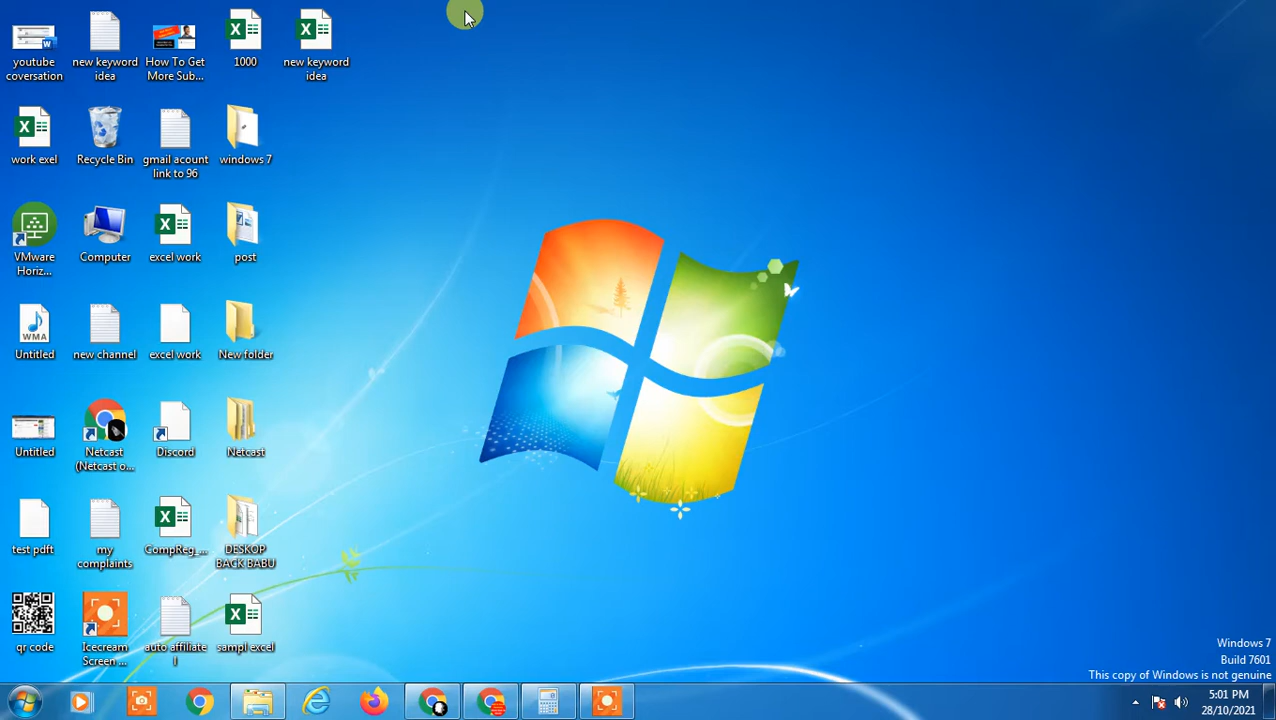 youtube
coversation
new keyword
idea
How To Get
More Sub...
1000
new keyword
idea
work exel
Recycle Bin
gmail acount
link to 96
windows 7
VMware
Horiz...
Computer
excel work
post
WMA
Untitled
new channel
excel work
New folder
Untitled
Netcast
(Netcast o...
Discord
Netcast
test pdft
my
complaints
CompReg_...
DESKOP
BACK BABU
qr code
Icecream
Screen ...
auto affiliate
l
sampl excel
Windows 7
Build 7601
This copy of Windows is not genuine
5:01 PM
28/10/2021